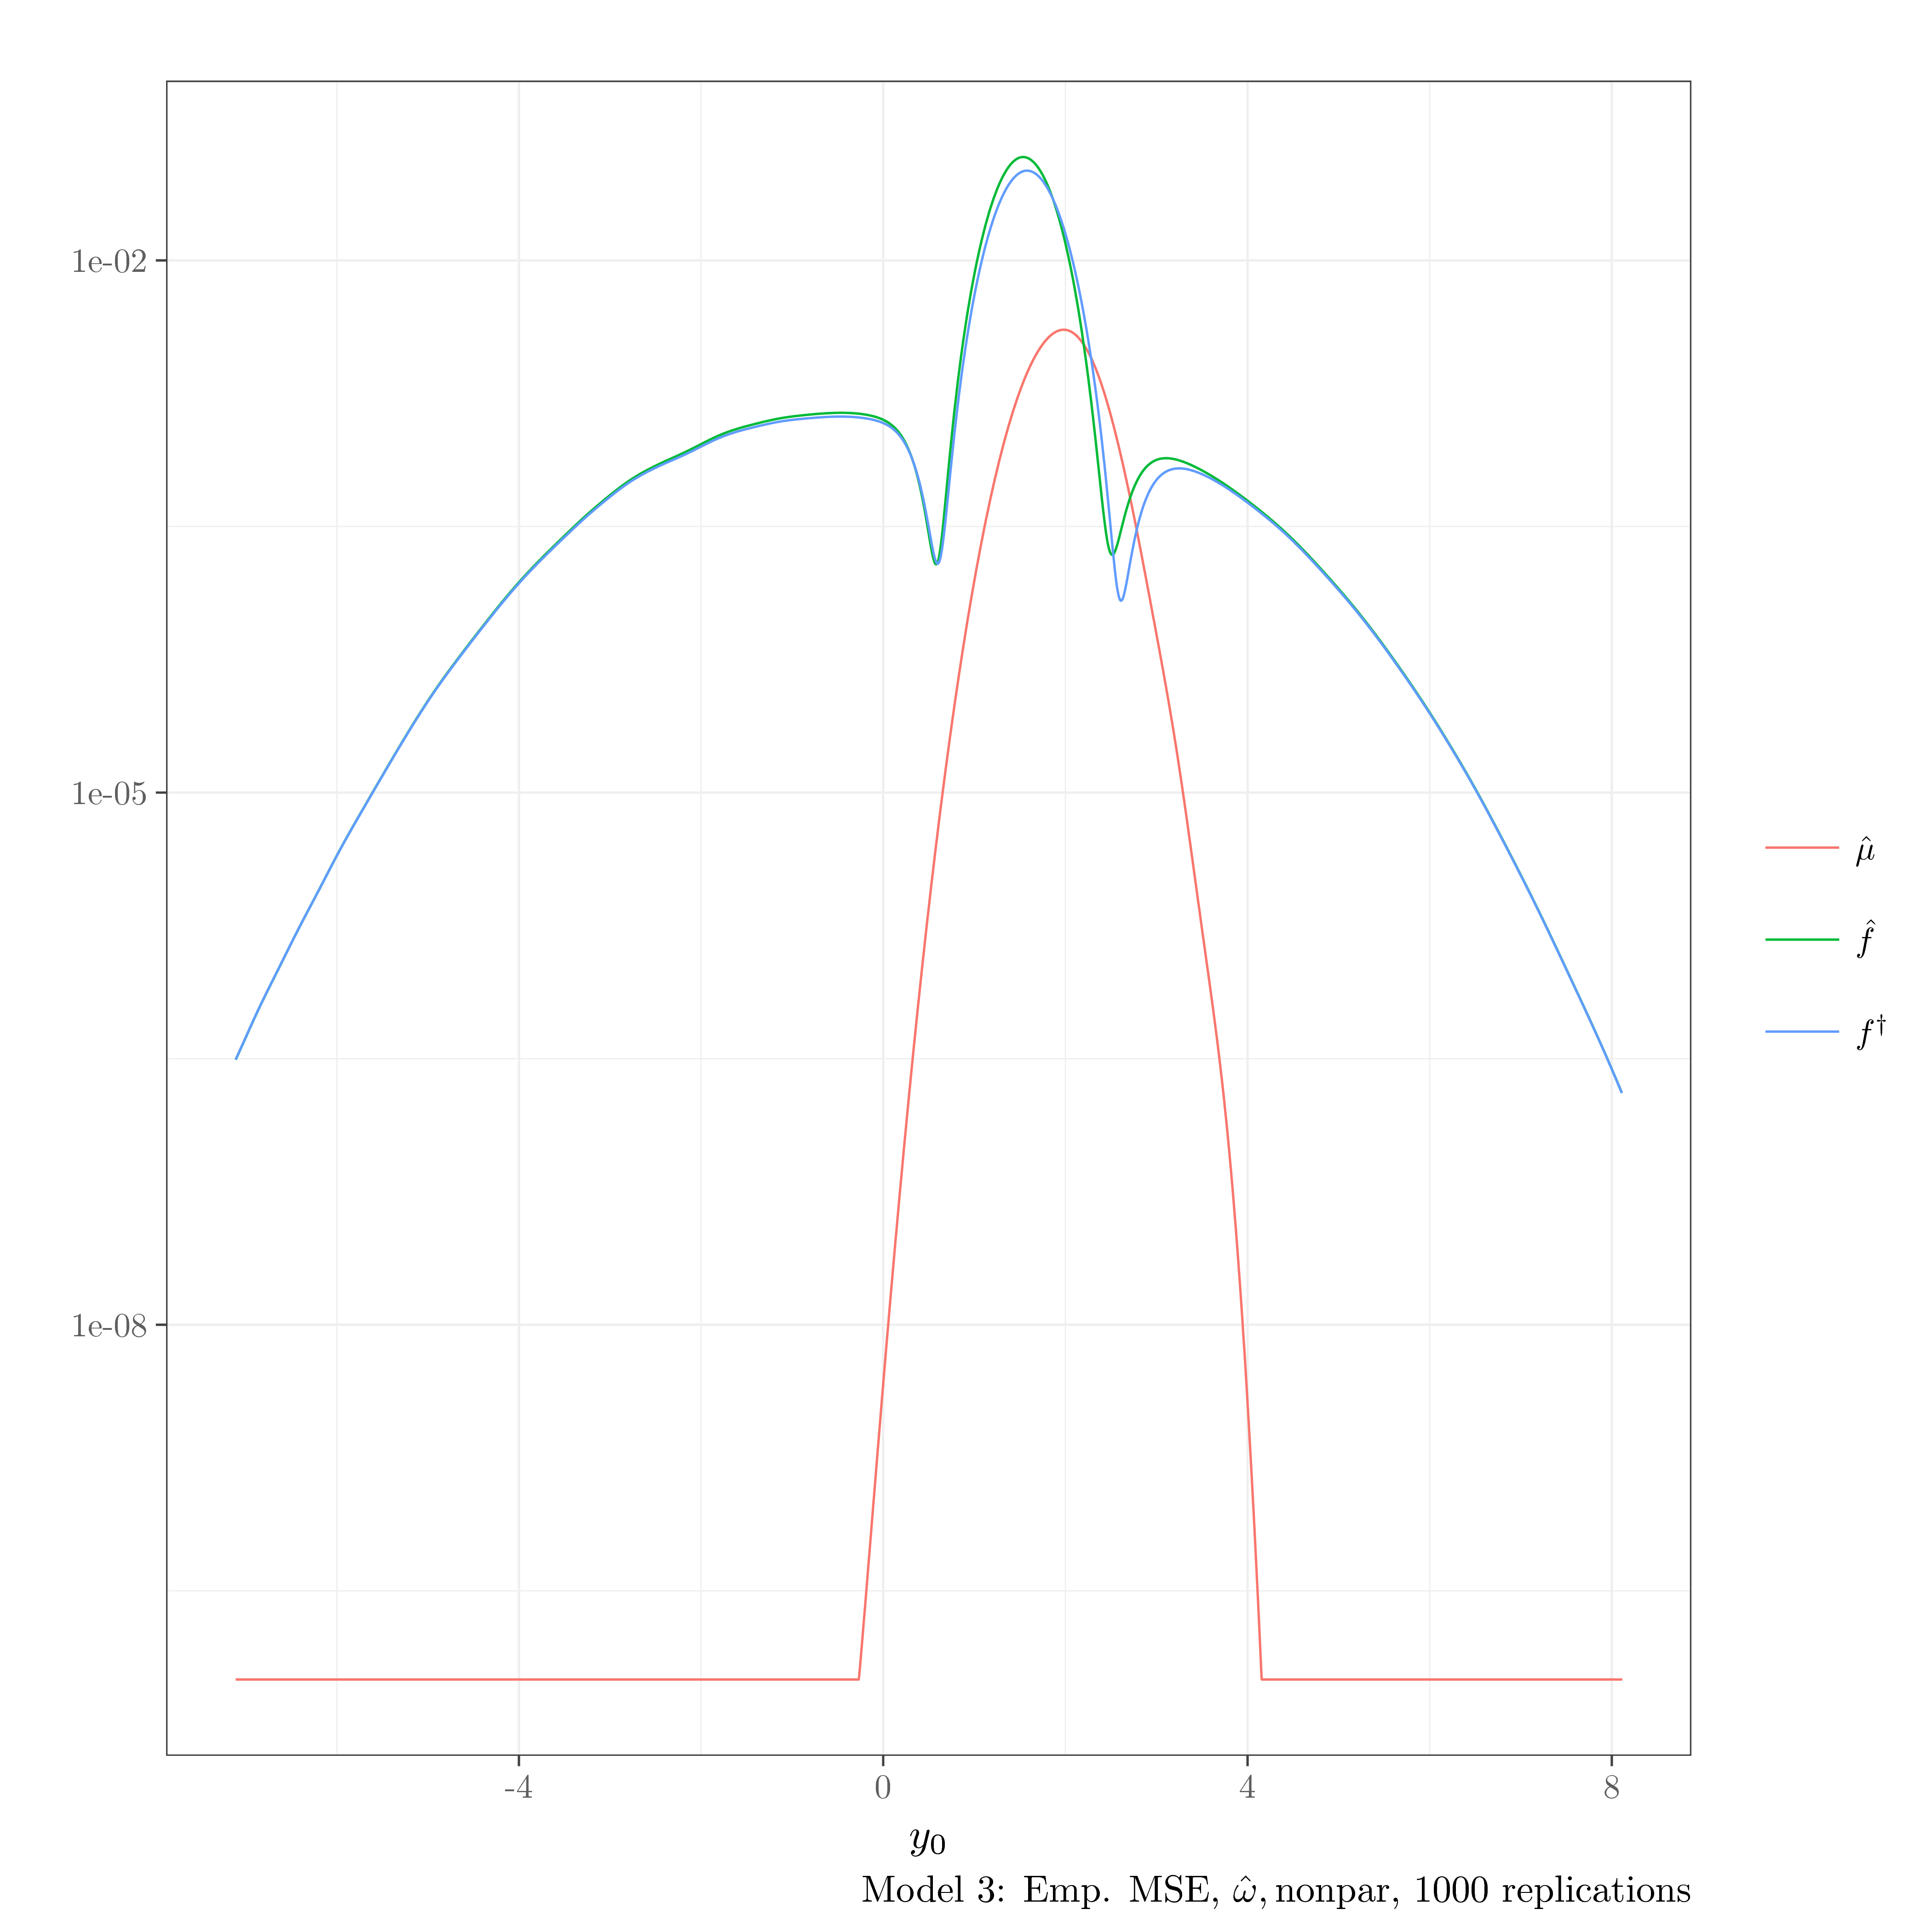 1e-02
1e-05
1e-08
-4 0 4 8
y₀
μ̂
f̂
f†
Model 3: Emp. MSE, ω̂, nonpar, 1000 replications